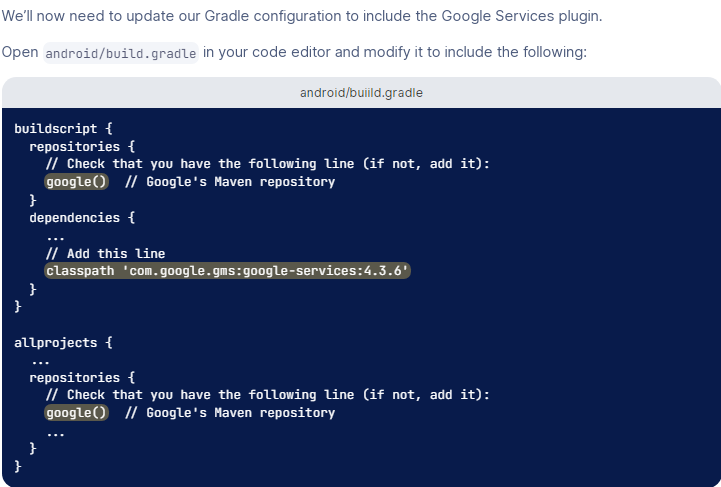 We'll now need to update our Gradle configuration to include the Google Services plugin.
Open android/build.gradle in your code editor and modify it to include the following:
android/buiild.gradle
buildscript {
  repositories {
    // Check that you have the following line (if not, add it):
    google()  // Google's Maven repository
  }
  dependencies {
    ...
    // Add this line
    classpath 'com.google.gms:google-services:4.3.6'
  }
}

allprojects {
  ...
  repositories {
    // Check that you have the following line (if not, add it):
    google()  // Google's Maven repository
    ...
  }
}